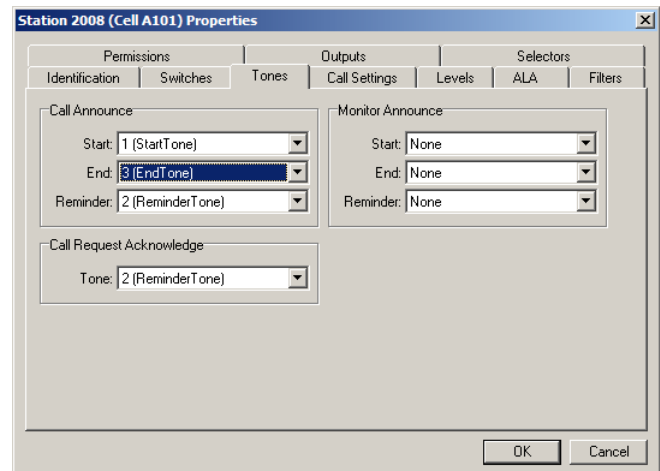 Station 2008 (Cell A101) Properties
Permissions Outputs Selectors
Identification Switches Tones Call Settings Levels ALA Filters
Call Announce Monitor Announce
Start: 1 (StartTone) Start: None
End: 3 (EndTone) End: None
Reminder: 2 (ReminderTone) Reminder: None
Call Request Acknowledge
Tone: 2 (ReminderTone)
OK Cancel